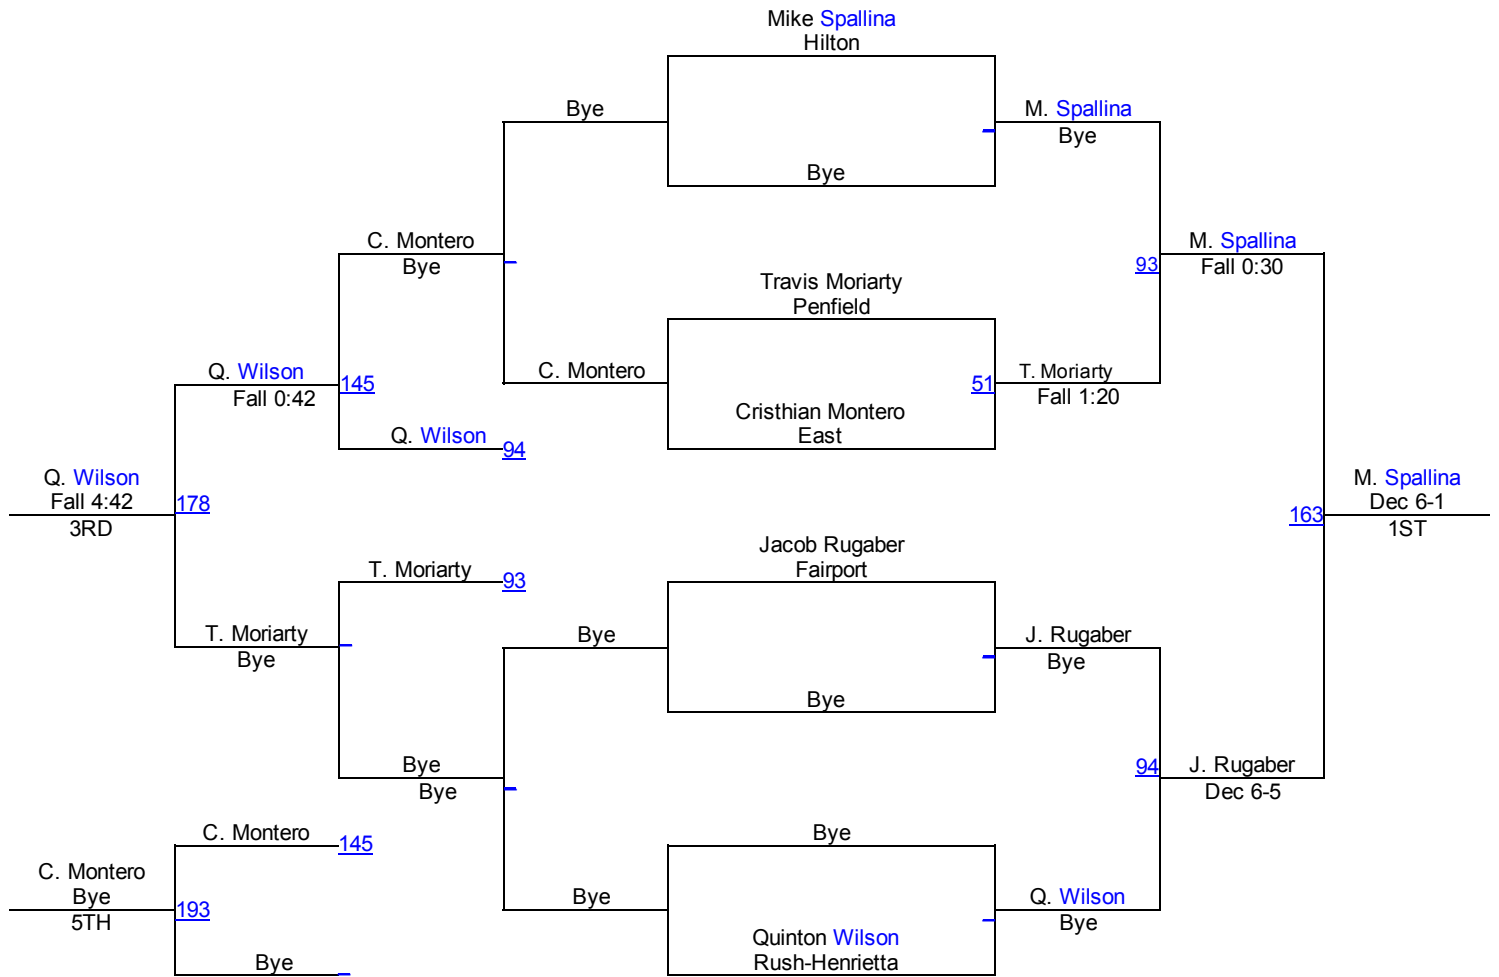 Mike Spallina
Hilton
Bye
M. Spallina
Bye
Bye
C. Montero
Bye
M. Spallina
93
Fall 0:30
Travis Moriarty
Penfield
Q. Wilson
145
Fall 0:42
C. Montero
51
T. Moriarty
Fall 1:20
Cristhian Montero
East
Q. Wilson
94
Q. Wilson
Fall 4:42
178
3RD
M. Spallina
Dec 6-1
163
1ST
Jacob Rugaber
Fairport
T. Moriarty
93
T. Moriarty
Bye
Bye
J. Rugaber
Bye
Bye
Bye
Bye
94
J. Rugaber
Dec 6-5
C. Montero
145
Bye
C. Montero
Bye
193
5TH
Bye
Q. Wilson
Bye
Quinton Wilson
Rush-Henrietta
Bye